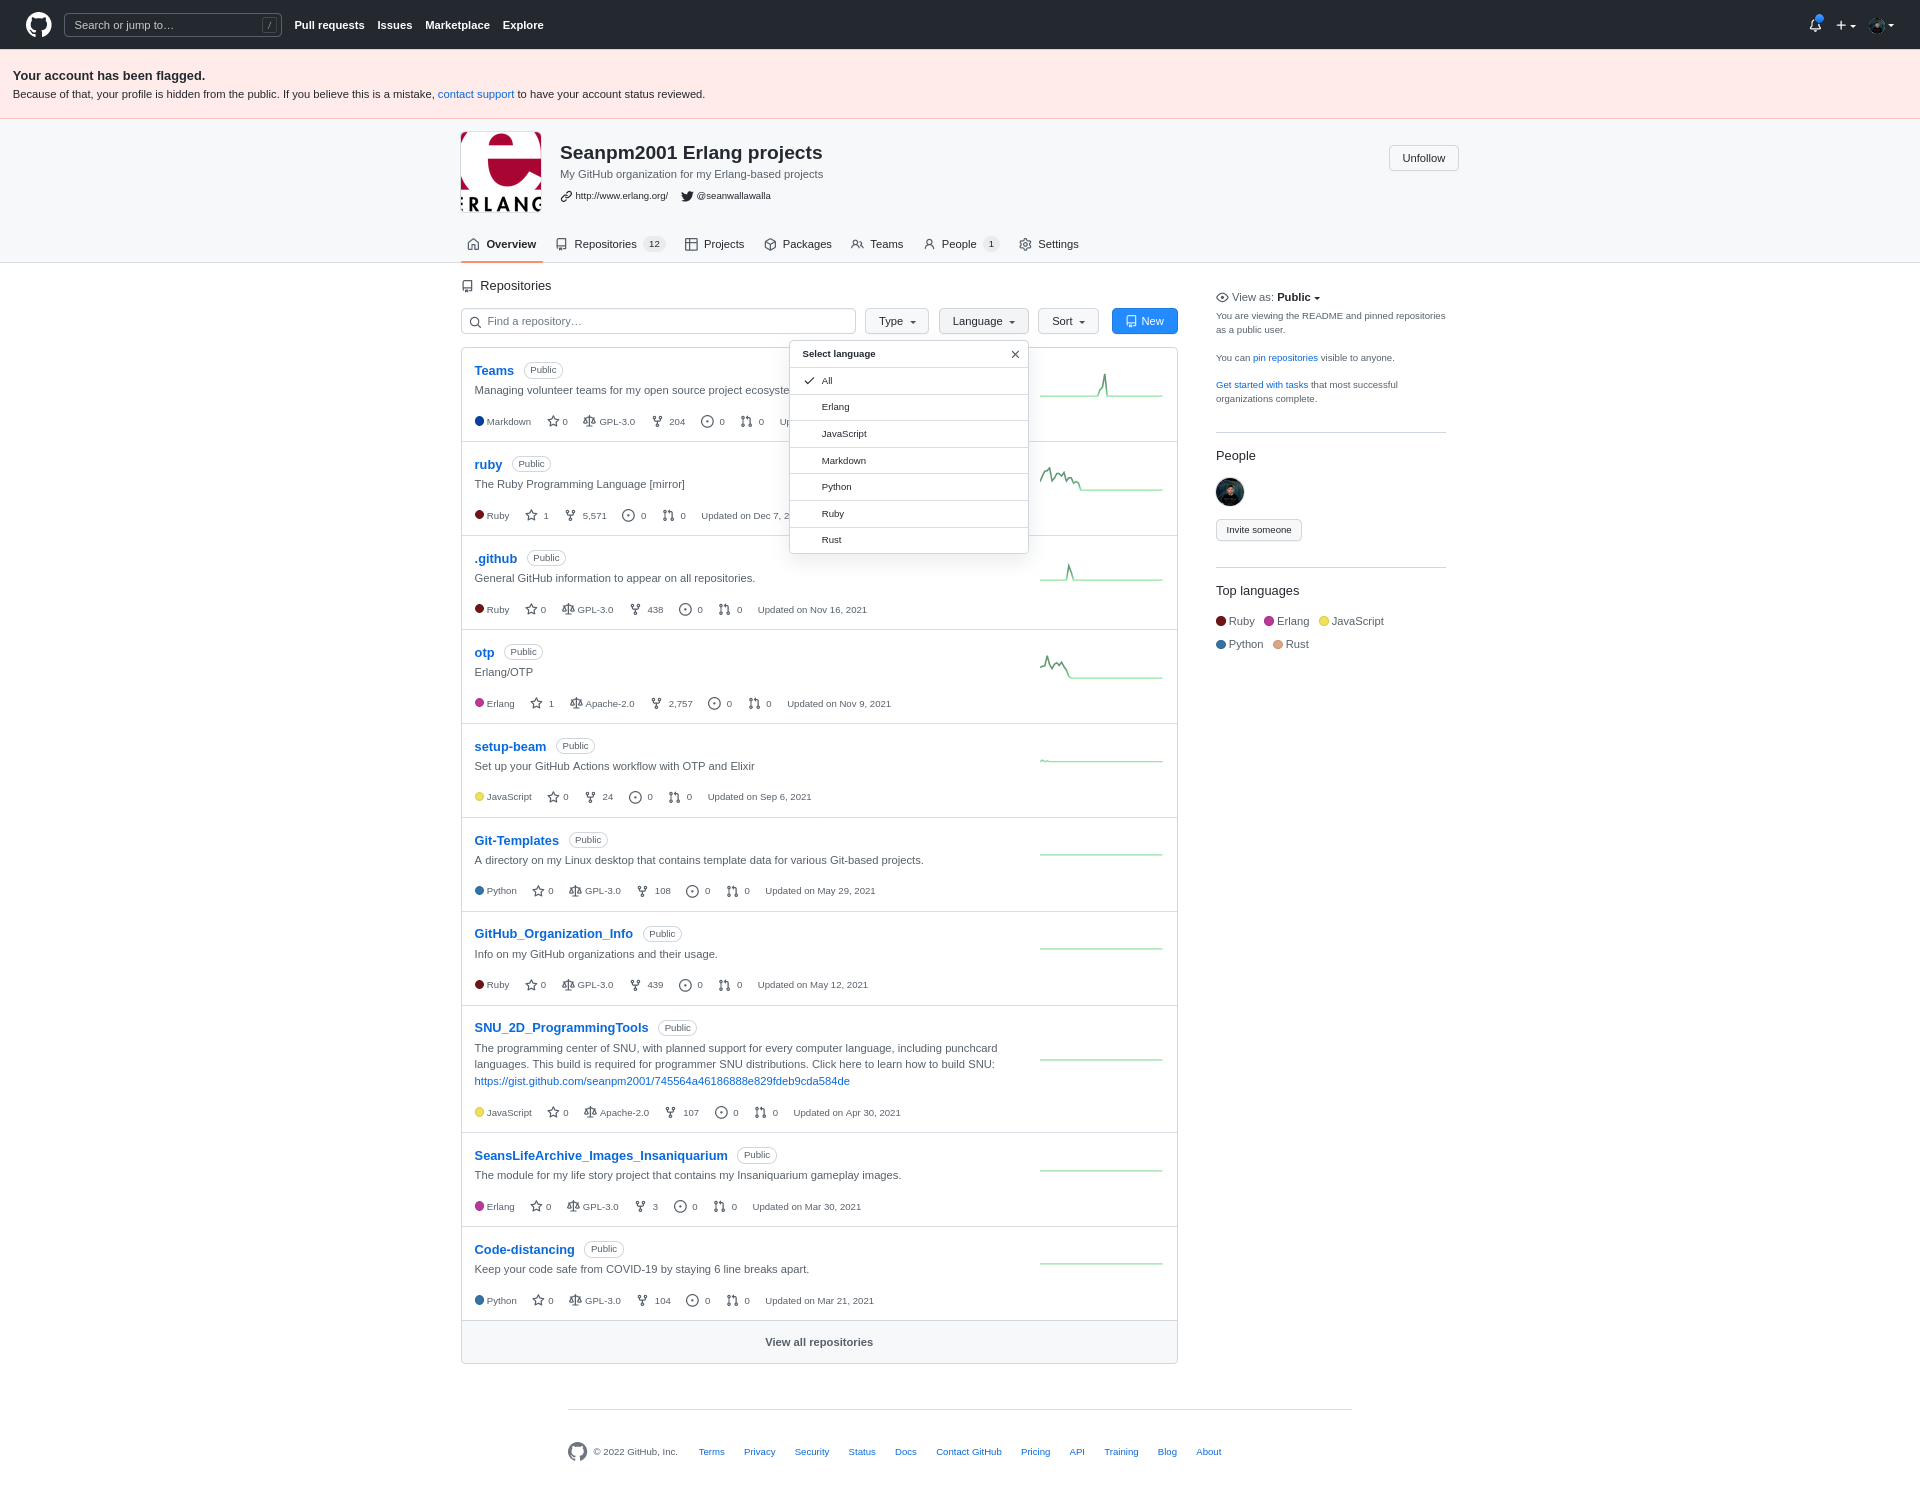 Search or jump to… /
Pull requests Issues Marketplace Explore
Your account has been flagged.
Because of that, your profile is hidden from the public. If you believe this is a mistake, contact support to have your account status reviewed.
ERLANG
Seanpm2001 Erlang projects
My GitHub organization for my Erlang-based projects
http://www.erlang.org/ @seanwallawalla
Unfollow
Overview Repositories 12 Projects Packages Teams People 1 Settings
Repositories
Find a repository… Type Language Sort New
Select language
All
Erlang
JavaScript
Markdown
Python
Ruby
Rust
Teams Public
Managing volunteer teams for my open source project ecosyste
Markdown 0 GPL-3.0 204 0 0 Up
ruby Public
The Ruby Programming Language [mirror]
Ruby 1 5,571 0 0 Updated on Dec 7, 2
.github Public
General GitHub information to appear on all repositories.
Ruby 0 GPL-3.0 438 0 0 Updated on Nov 16, 2021
otp Public
Erlang/OTP
Erlang 1 Apache-2.0 2,757 0 0 Updated on Nov 9, 2021
setup-beam Public
Set up your GitHub Actions workflow with OTP and Elixir
JavaScript 0 24 0 0 Updated on Sep 6, 2021
Git-Templates Public
A directory on my Linux desktop that contains template data for various Git-based projects.
Python 0 GPL-3.0 108 0 0 Updated on May 29, 2021
GitHub_Organization_Info Public
Info on my GitHub organizations and their usage.
Ruby 0 GPL-3.0 439 0 0 Updated on May 12, 2021
SNU_2D_ProgrammingTools Public
The programming center of SNU, with planned support for every computer language, including punchcard
languages. This build is required for programmer SNU distributions. Click here to learn how to build SNU:
https://gist.github.com/seanpm2001/745564a46186888e829fdeb9cda584de
JavaScript 0 Apache-2.0 107 0 0 Updated on Apr 30, 2021
SeansLifeArchive_Images_Insaniquarium Public
The module for my life story project that contains my Insaniquarium gameplay images.
Erlang 0 GPL-3.0 3 0 0 Updated on Mar 30, 2021
Code-distancing Public
Keep your code safe from COVID-19 by staying 6 line breaks apart.
Python 0 GPL-3.0 104 0 0 Updated on Mar 21, 2021
View all repositories
View as: Public
You are viewing the README and pinned repositories
as a public user.
You can pin repositories visible to anyone.
Get started with tasks that most successful
organizations complete.
People
Invite someone
Top languages
Ruby Erlang JavaScript
Python Rust
© 2022 GitHub, Inc. Terms Privacy Security Status Docs Contact GitHub Pricing API Training Blog About